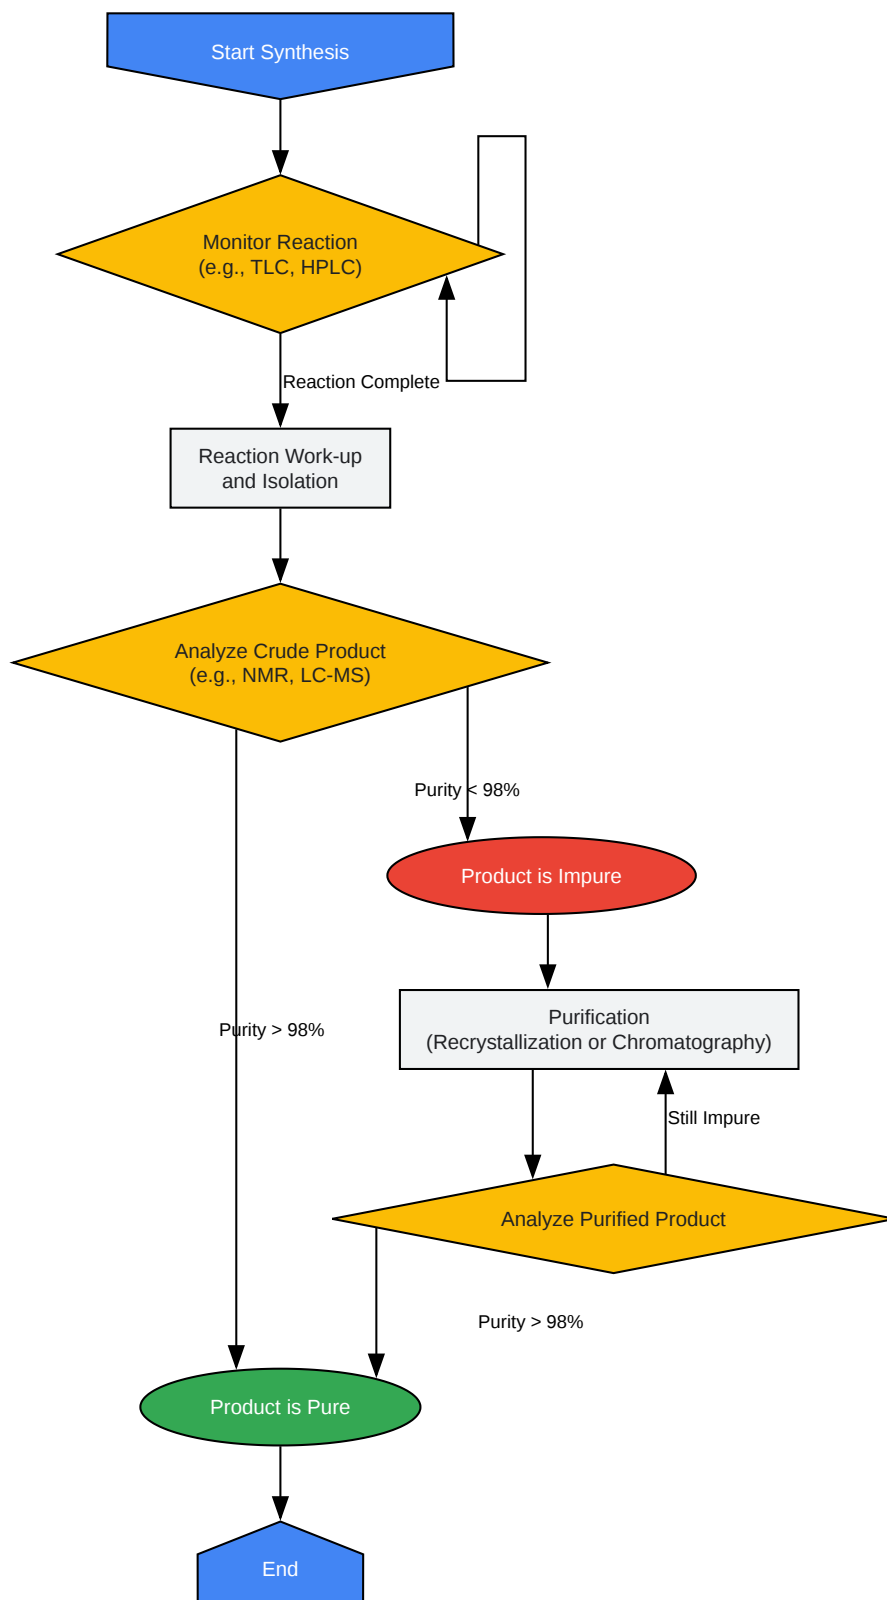 Start Synthesis
Monitor Reaction
(e.g., TLC, HPLC)
Reaction Complete
Reaction Work-up
and Isolation
Analyze Crude Product
(e.g., NMR, LC-MS)
Purity < 98%
Product is Impure
Purification
(Recrystallization or Chromatography)
Purity > 98%
Still Impure
Analyze Purified Product
Purity > 98%
Product is Pure
End